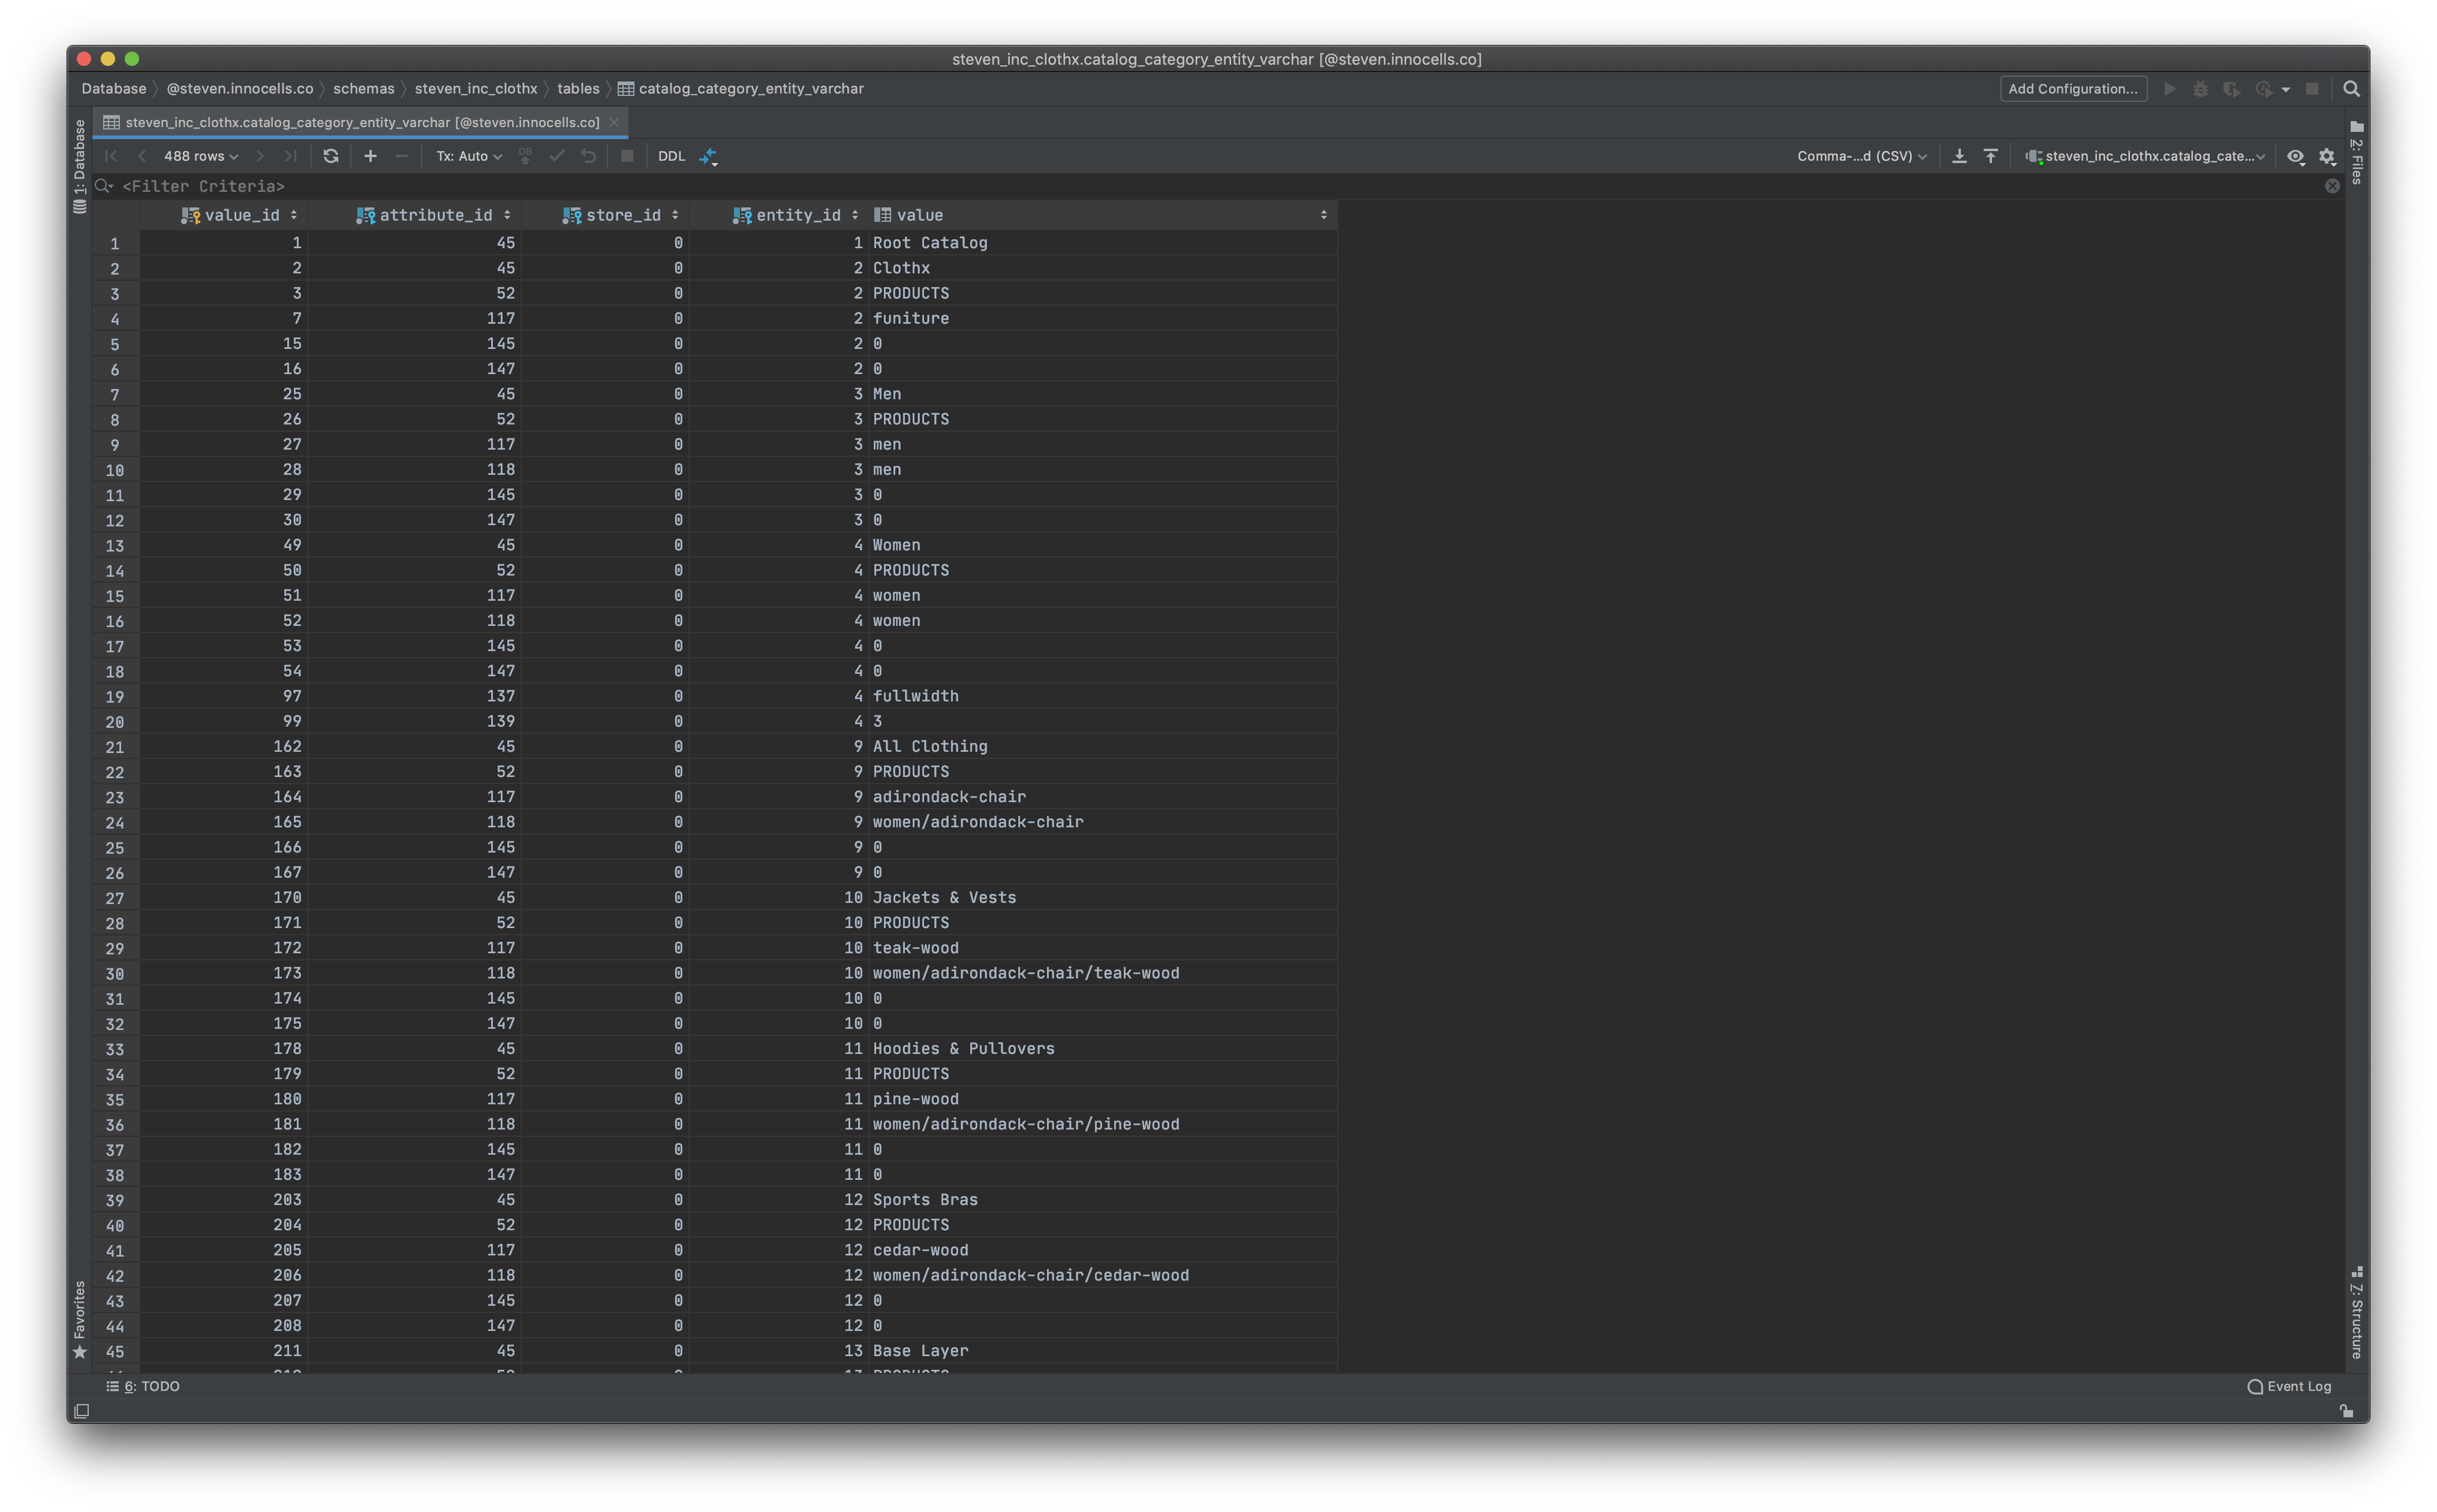 steven_inc_clothx.catalog_category_entity_varchar [@steven.innocells.co]
Database @steven.innocells.co schemas steven_inc_clothx tables catalog_category_entity_varchar Add Configuration...
steven_inc_clothx.catalog_category_entity_varchar [@steven.innocells.co]
488 rows Tx: Auto DB DDL Comma-...d (CSV) steven_inc_clothx.catalog_cate...
<Filter Criteria>
value_id attribute_id store_id entity_id value
1 1 45 0 1 Root Catalog
2 2 45 0 2 Clothx
3 3 52 0 2 PRODUCTS
4 7 117 0 2 funiture
5 15 145 0 2 0
6 16 147 0 2 0
7 25 45 0 3 Men
8 26 52 0 3 PRODUCTS
9 27 117 0 3 men
10 28 118 0 3 men
11 29 145 0 3 0
12 30 147 0 3 0
13 49 45 0 4 Women
14 50 52 0 4 PRODUCTS
15 51 117 0 4 women
16 52 118 0 4 women
17 53 145 0 4 0
18 54 147 0 4 0
19 97 137 0 4 fullwidth
20 99 139 0 4 3
21 162 45 0 9 All Clothing
22 163 52 0 9 PRODUCTS
23 164 117 0 9 adirondack-chair
24 165 118 0 9 women/adirondack-chair
25 166 145 0 9 0
26 167 147 0 9 0
27 170 45 0 10 Jackets & Vests
28 171 52 0 10 PRODUCTS
29 172 117 0 10 teak-wood
30 173 118 0 10 women/adirondack-chair/teak-wood
31 174 145 0 10 0
32 175 147 0 10 0
33 178 45 0 11 Hoodies & Pullovers
34 179 52 0 11 PRODUCTS
35 180 117 0 11 pine-wood
36 181 118 0 11 women/adirondack-chair/pine-wood
37 182 145 0 11 0
38 183 147 0 11 0
39 203 45 0 12 Sports Bras
40 204 52 0 12 PRODUCTS
41 205 117 0 12 cedar-wood
42 206 118 0 12 women/adirondack-chair/cedar-wood
43 207 145 0 12 0
44 208 147 0 12 0
45 211 45 0 13 Base Layer
1: Database
Favorites
2: Files
7: Structure
6: TODO
Event Log